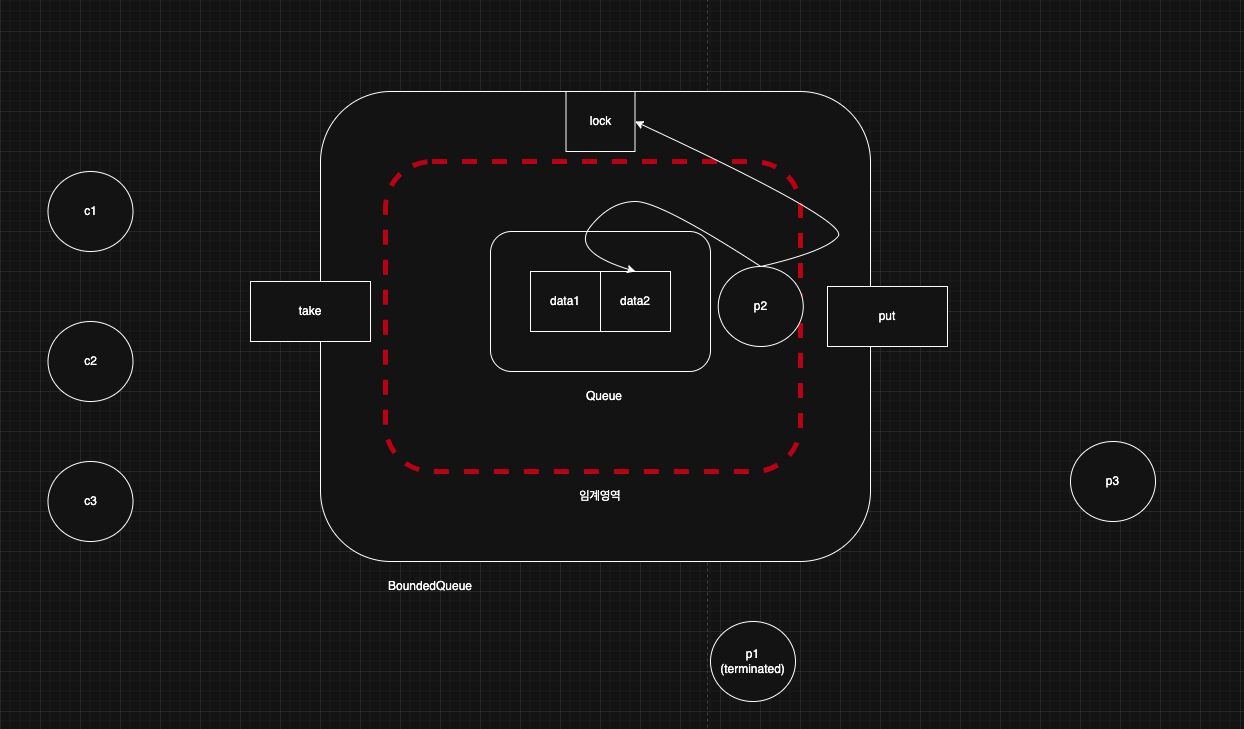 lock
c1
data1
data2
p2
take
put
c2
Queue
p3
c3
임계영역
BoundedQueue
p1
(terminated)